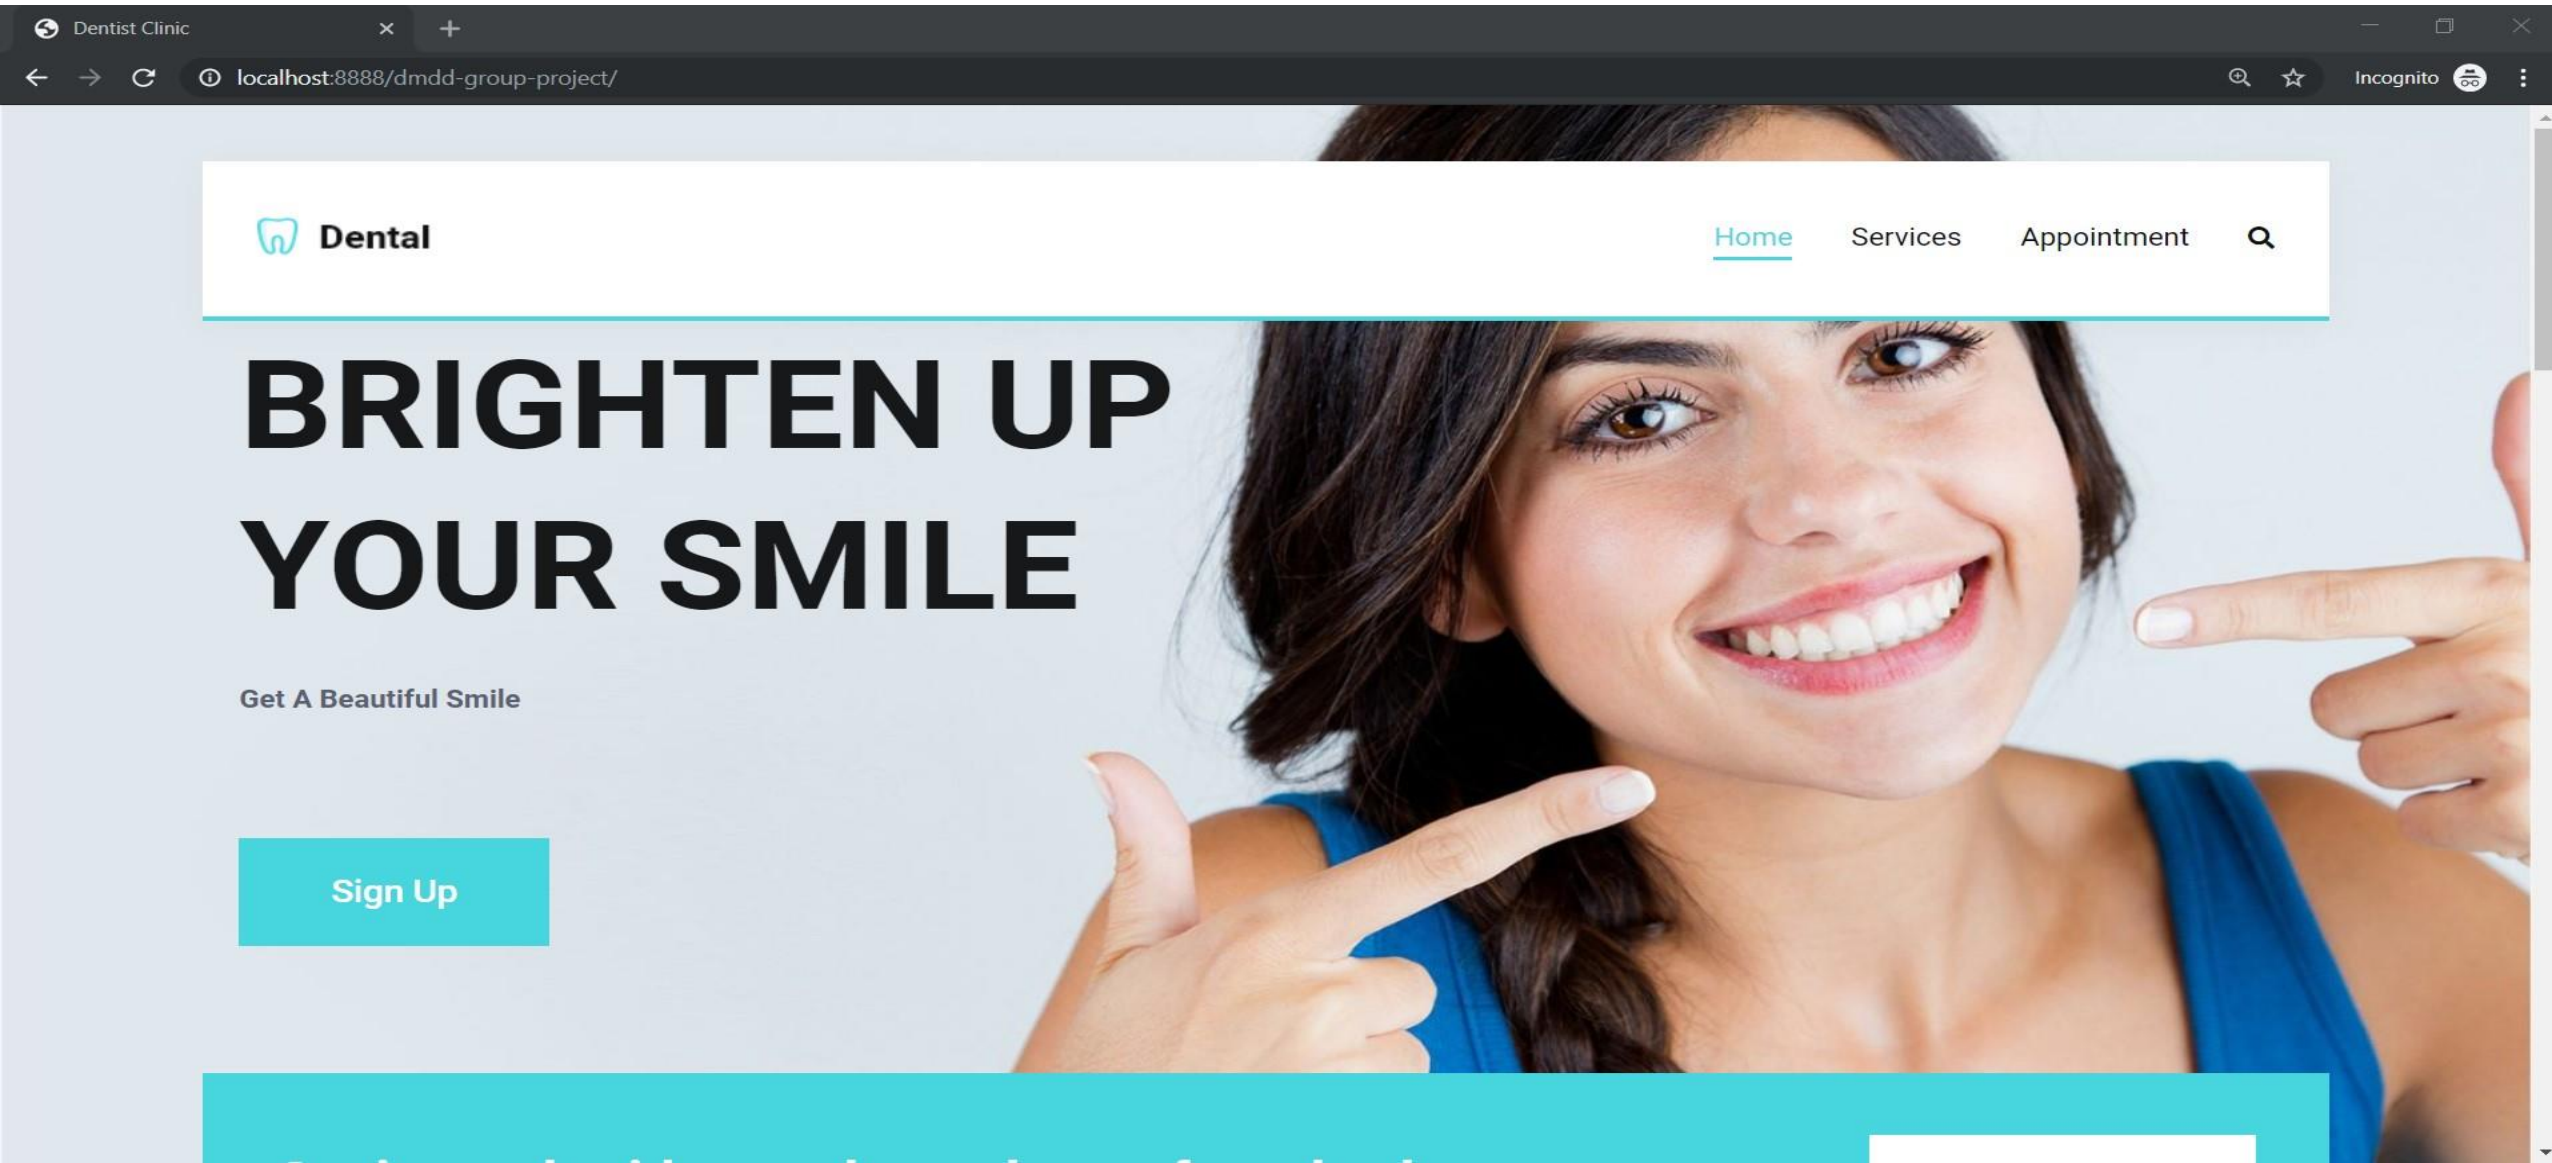 Dentist Clinic
localhost:8888/dmdd-group-project/
Incognito
Dental
Home Services Appointment
BRIGHTEN UP
YOUR SMILE
Get A Beautiful Smile
Sign Up